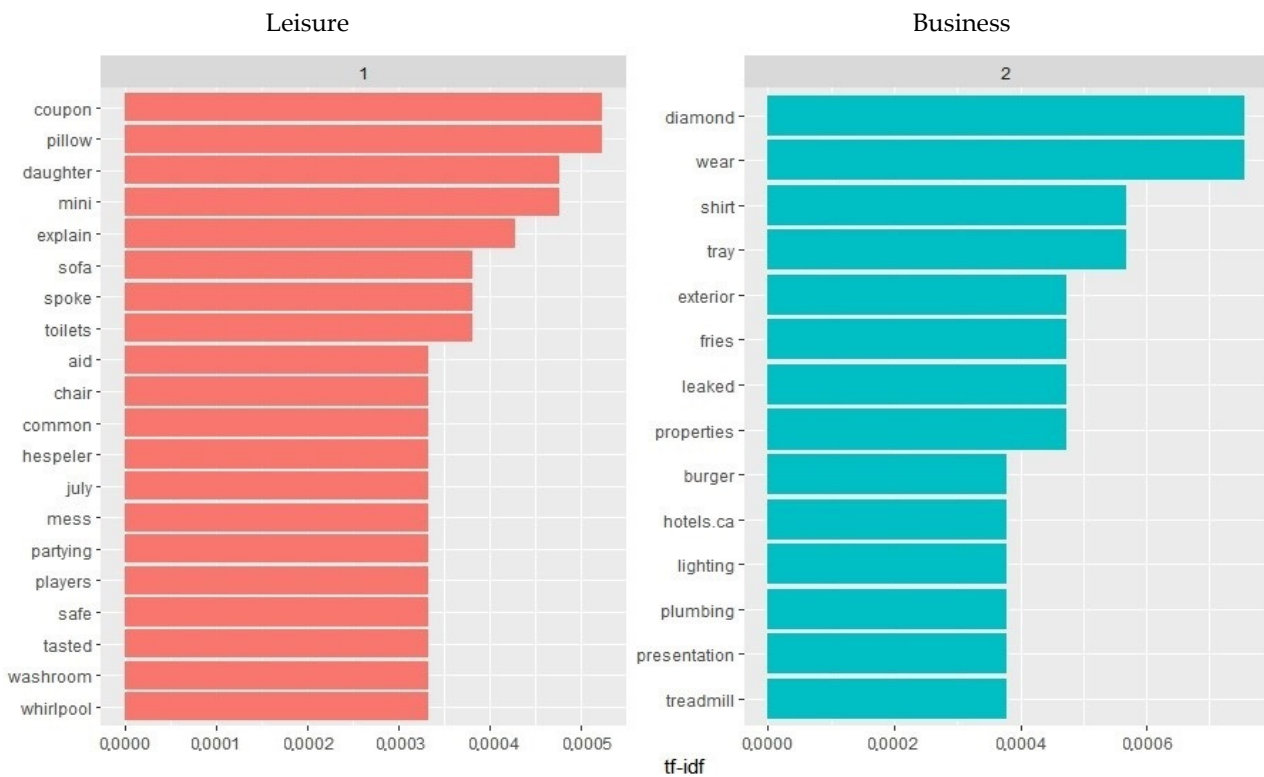 Leisure
Business
1
2
coupon
pillow
daughter
mini
explain
sofa
spoke
toilets
aid
chair
common
hespeler
july
mess
partying
players
safe
tasted
washroom
whirlpool
0,0000 0,0001 0,0002 0,0003 0,0004 0,0005
diamond
wear
shirt
tray
exterior
fries
leaked
properties
burger
hotels.ca
lighting
plumbing
presentation
treadmill
0,0000 0,0002 0,0004 0,0006
tf-idf